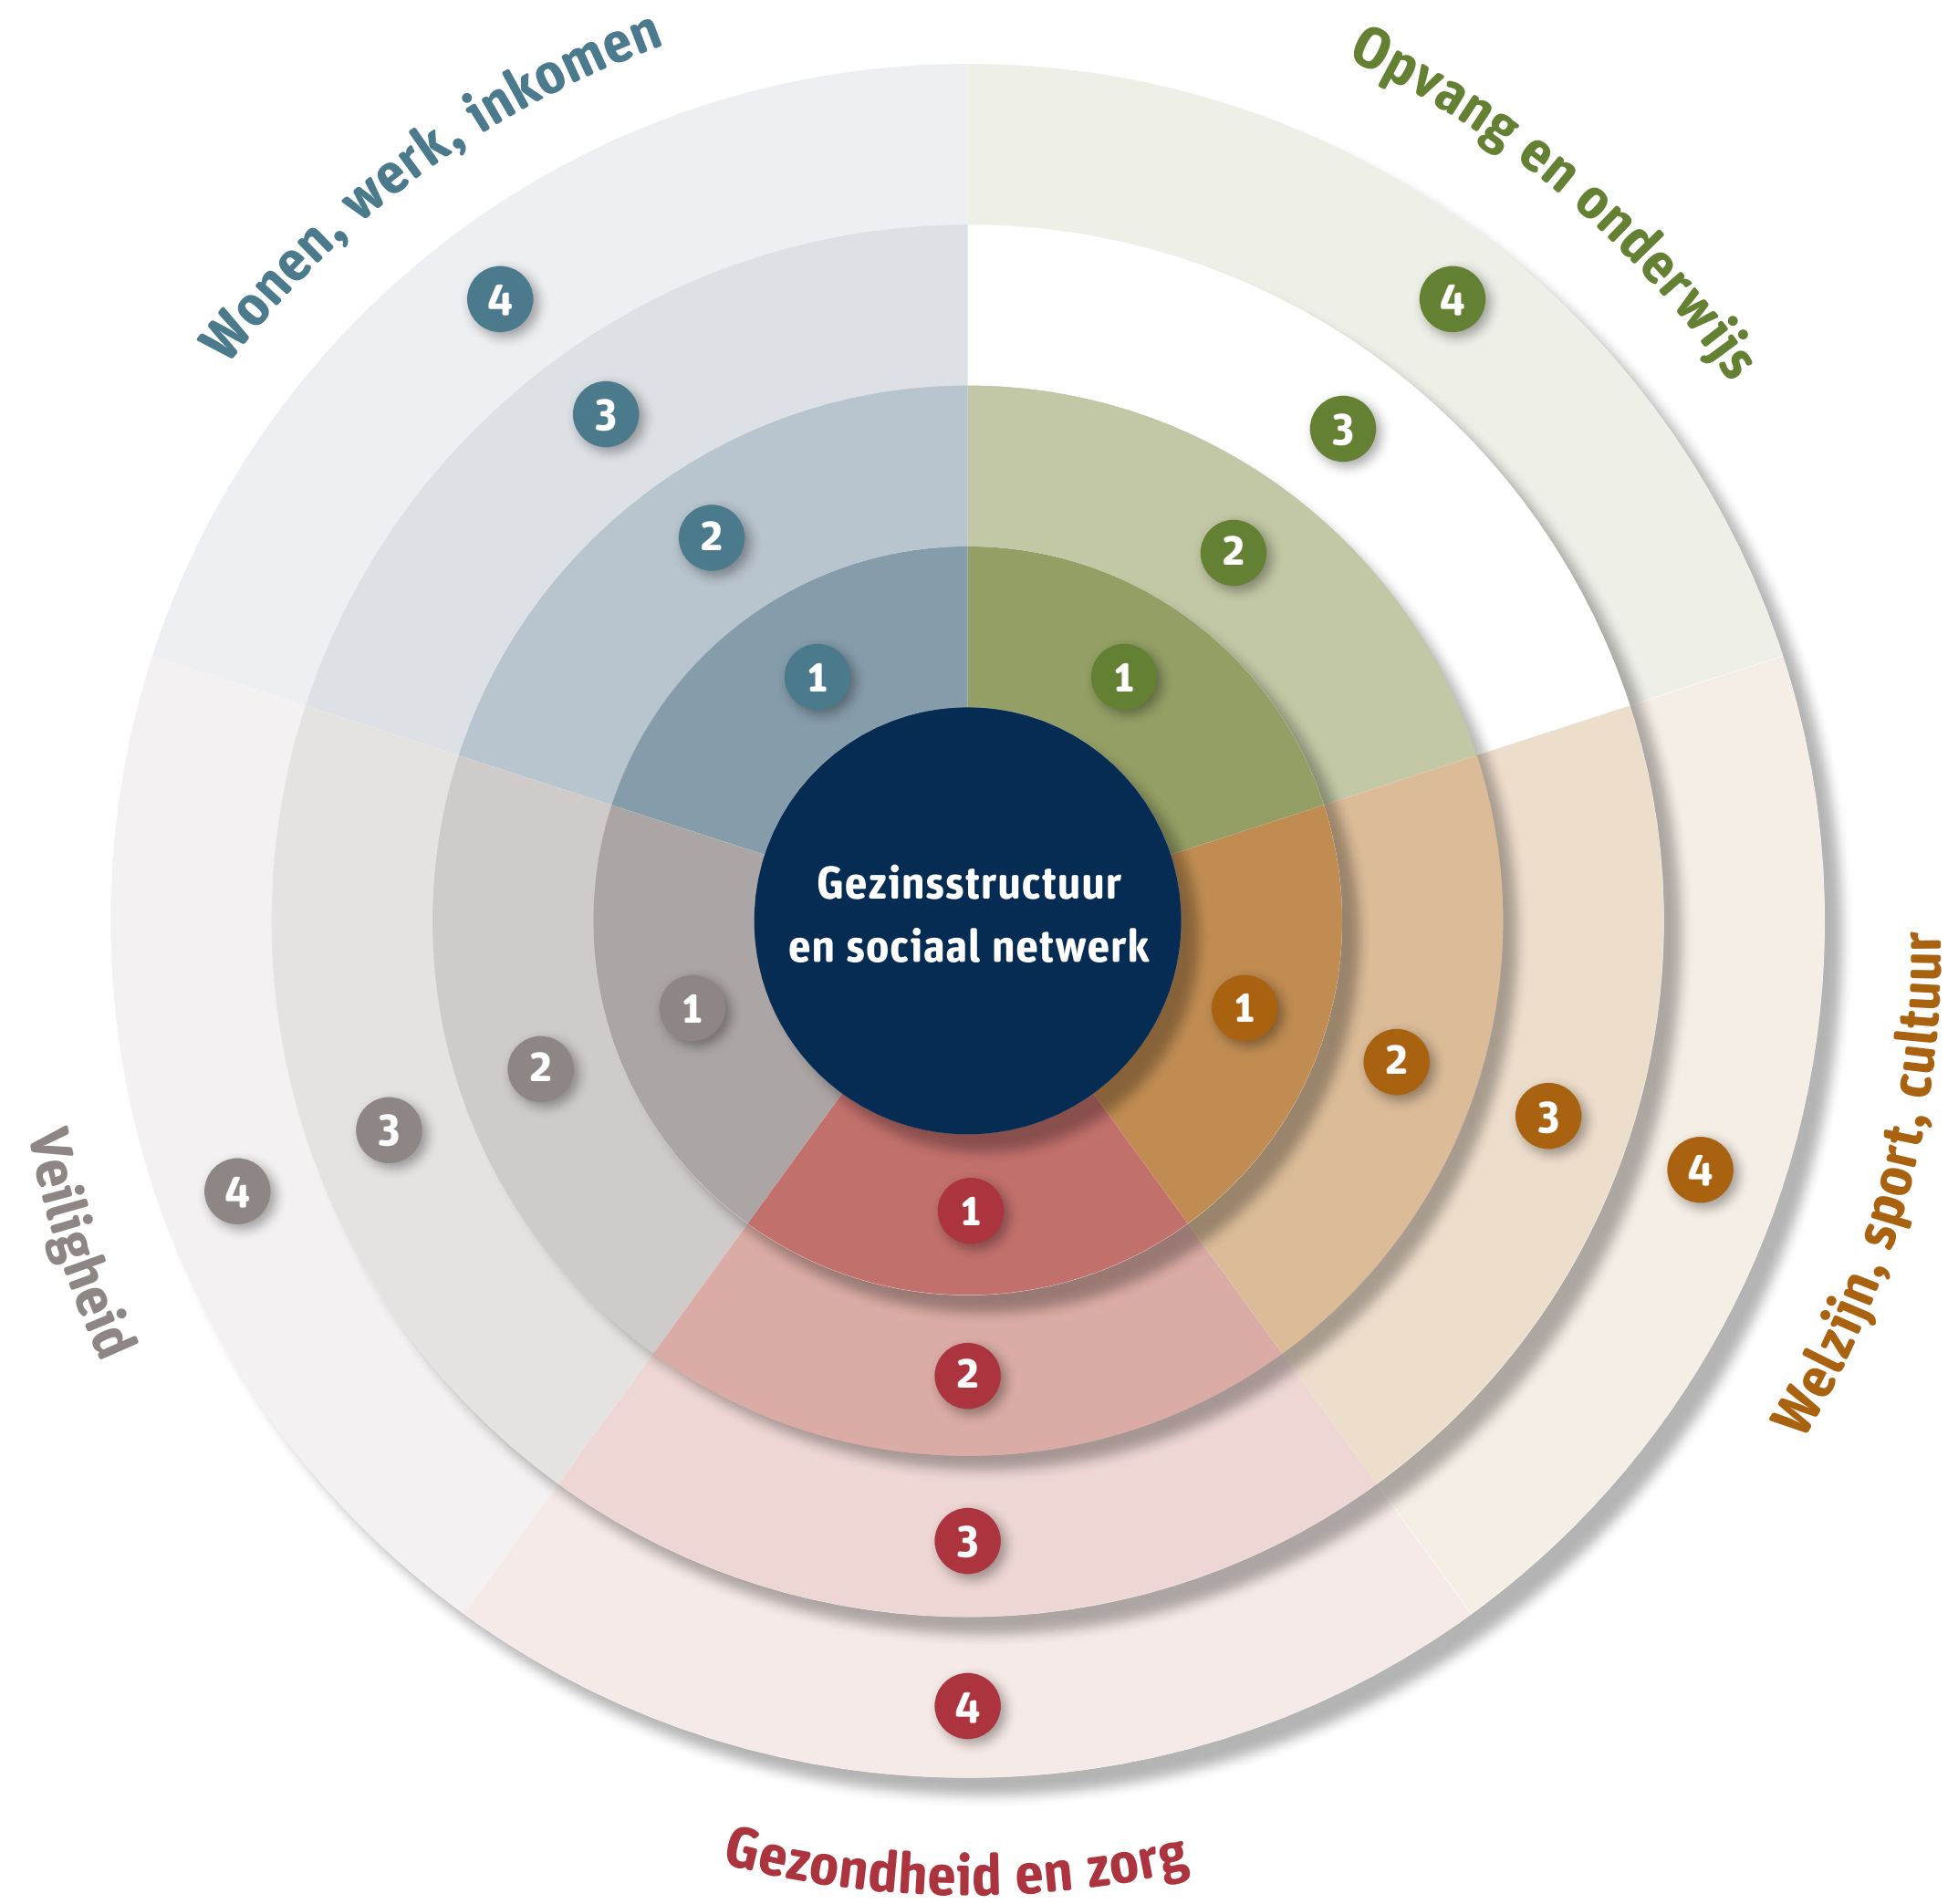 Wonen, werk, inkomen
4
3
2
1
Opvang en onderwijs
4
3
2
1
Gezinsstructuur
en sociaal netwerk
Welzijn, sport, cultuur
1
2
3
4
Veiligheid
1
2
3
4
1
2
3
4
Gezondheid en zorg